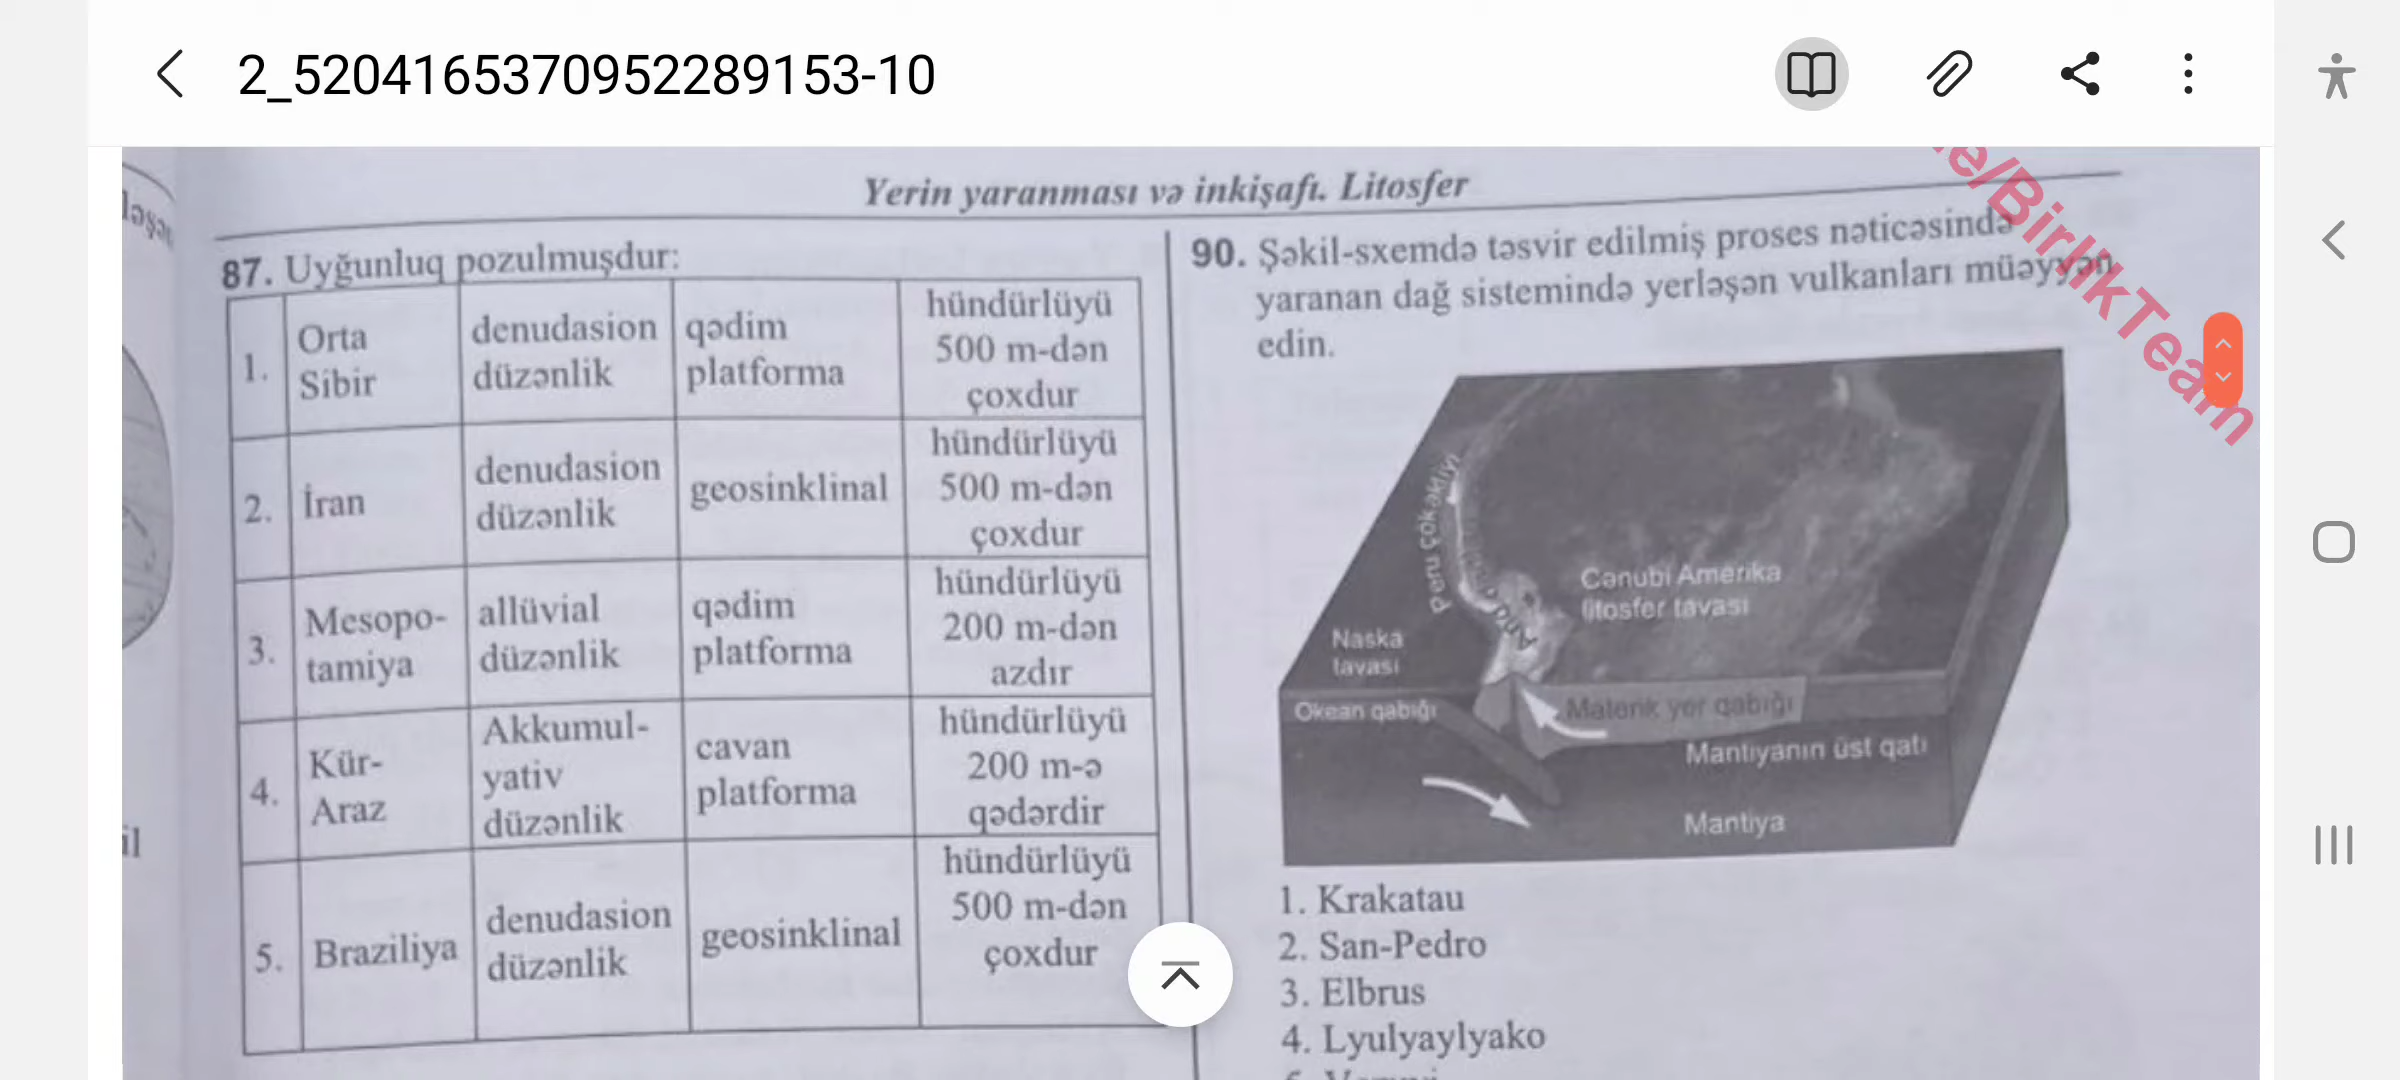 2_5204165370952289153-10
Yerin yaranması və inkişafı. Litosfer
87. Uyğunluq pozulmuşdur:
1. Orta Sibir denudasion düzənlik qədim platforma hündürlüyü 500 m-dən çoxdur
2. İran denudasion düzənlik geosinklinal hündürlüyü 500 m-dən çoxdur
3. Mesopo-tamiya allüvial düzənlik qədim platforma hündürlüyü 200 m-dən azdır
4. Kür-Araz Akkumul-yativ düzənlik cavan platforma hündürlüyü 200 m-ə qədərdir
5. Braziliya denudasion düzənlik geosinklinal hündürlüyü 500 m-dən çoxdur
il
90. Şəkil-sxemdə təsvir edilmiş proses nəticəsində
yaranan dağ sistemində yerləşən vulkanları müəyyən
edin.
Peru çökəkliyi
Cənubi Amerika
litosfer tavası
Naska
tavası
Okean qabığı
Materik yer qabığı
Mantiyanın üst qatı
Mantiya
1. Krakatau
2. San-Pedro
3. Elbrus
4. Lyulyaylyako
e/BirlikTeam